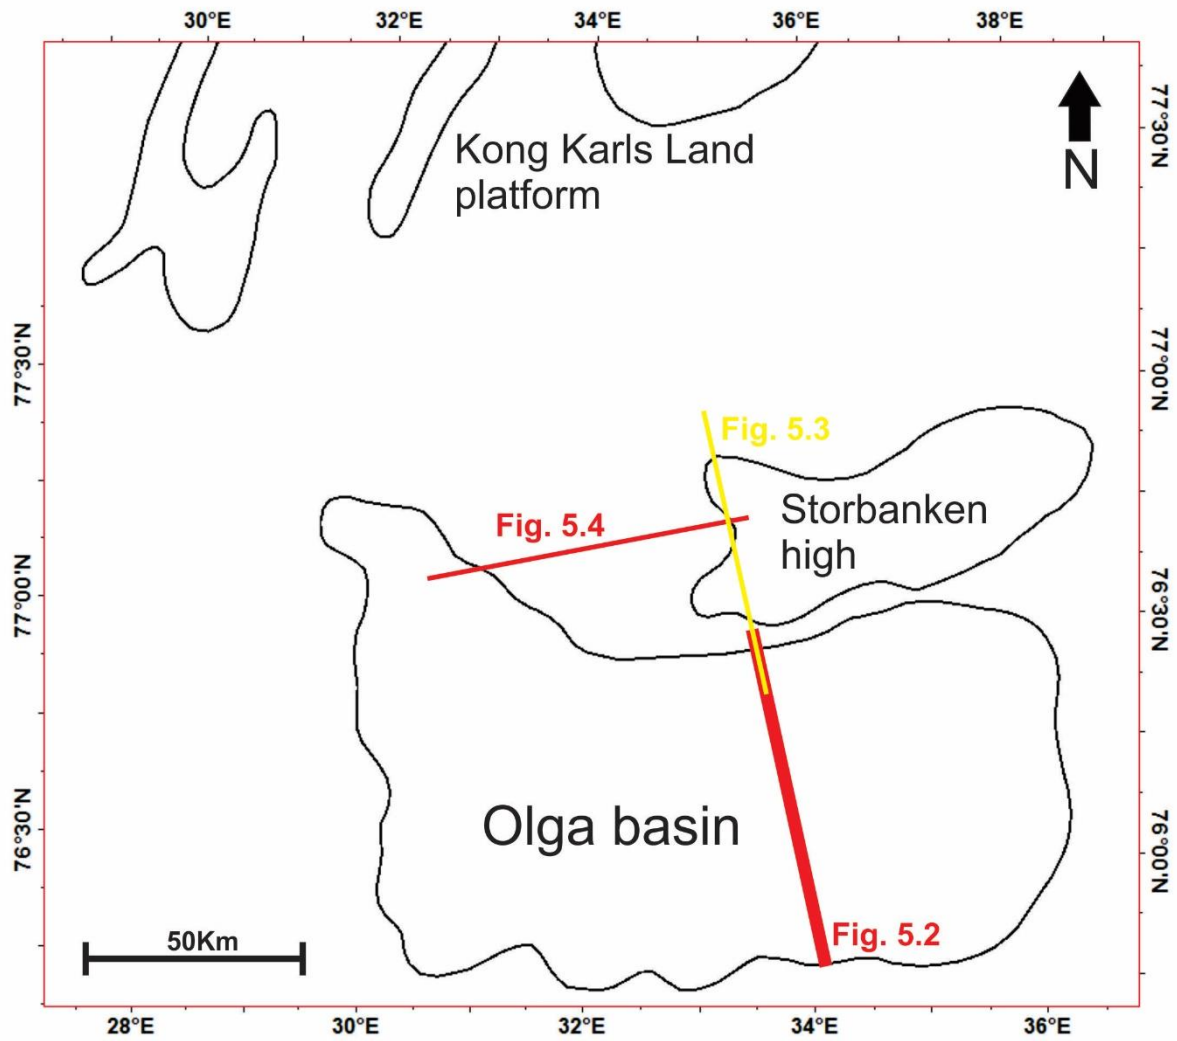 30°E 32°E 34°E 36°E 38°E
77°30'N
N
Kong Karls Land
platform
77°30'N
77°00'N
Fig. 5.3
Storbanken
high
Fig. 5.4
77°00'N
76°30'N
Olga basin
76°30'N
76°00'N
Fig. 5.2
50Km
28°E 30°E 32°E 34°E 36°E